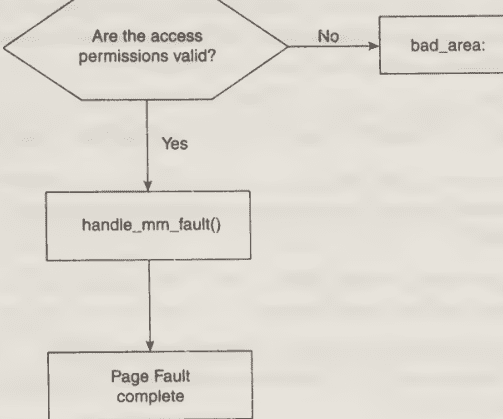 Are the access
permissions valid?
No
bad_area:
Yes
handle_mm_fault()
Page Fault
complete